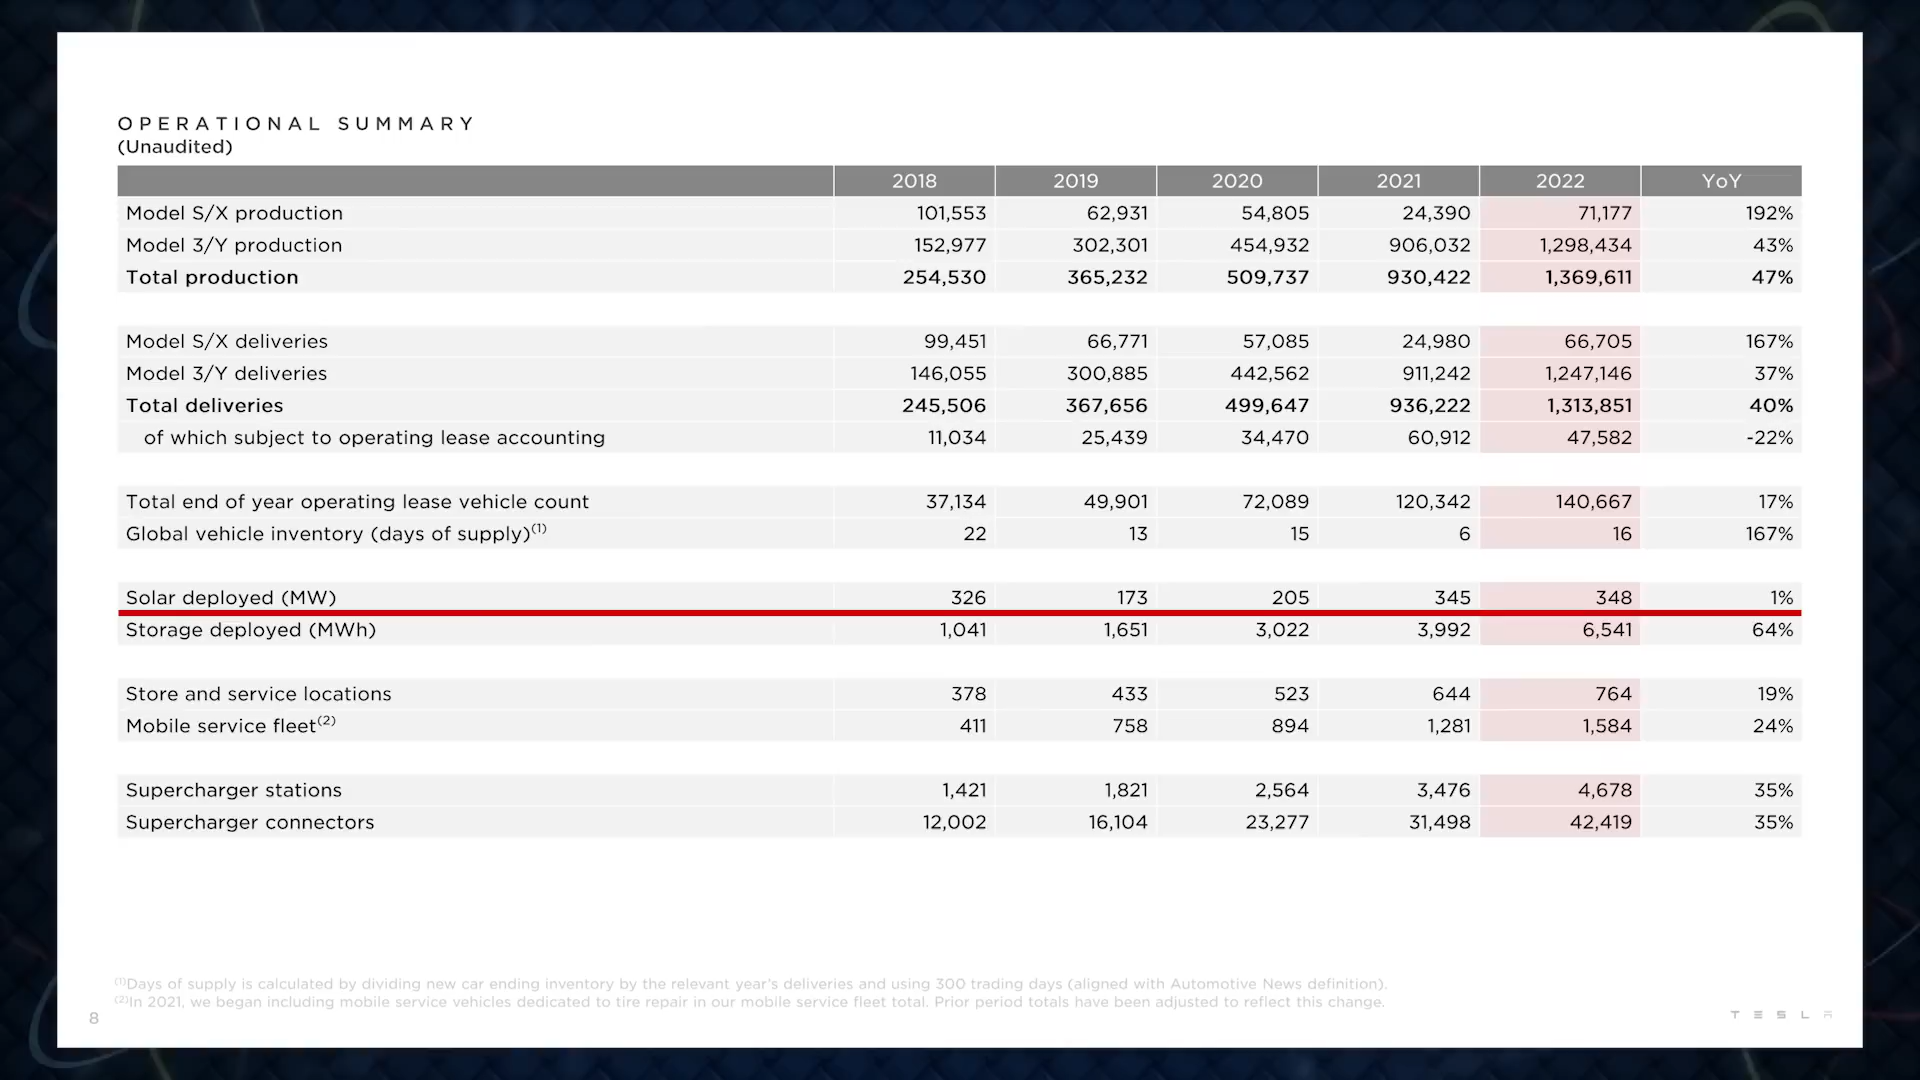 OPERATIONAL SUMMARY
(Unaudited)
2018 2019 2020 2021 2022 YoY
Model S/X production 101,553 62,931 54,805 24,390 71,177 192%
Model 3/Y production 152,977 302,301 454,932 906,032 1,298,434 43%
Total production 254,530 365,232 509,737 930,422 1,369,611 47%
Model S/X deliveries 99,451 66,771 57,085 24,980 66,705 167%
Model 3/Y deliveries 146,055 300,885 442,562 911,242 1,247,146 37%
Total deliveries 245,506 367,656 499,647 936,222 1,313,851 40%
of which subject to operating lease accounting 11,034 25,439 34,470 60,912 47,582 -22%
Total end of year operating lease vehicle count 37,134 49,901 72,089 120,342 140,667 17%
Global vehicle inventory (days of supply)(1) 22 13 15 6 16 167%
Solar deployed (MW) 326 173 205 345 348 1%
Storage deployed (MWh) 1,041 1,651 3,022 3,992 6,541 64%
Store and service locations 378 433 523 644 764 19%
Mobile service fleet(2) 411 758 894 1,281 1,584 24%
Supercharger stations 1,421 1,821 2,564 3,476 4,678 35%
Supercharger connectors 12,002 16,104 23,277 31,498 42,419 35%
(1)Days of supply is calculated by dividing new car ending inventory by the relevant year's deliveries and using 300 trading days (aligned with Automotive News definition).
(2)In 2021, we began including mobile service vehicles dedicated to tire repair in our mobile service fleet total. Prior period totals have been adjusted to reflect this change.
8
TESLA